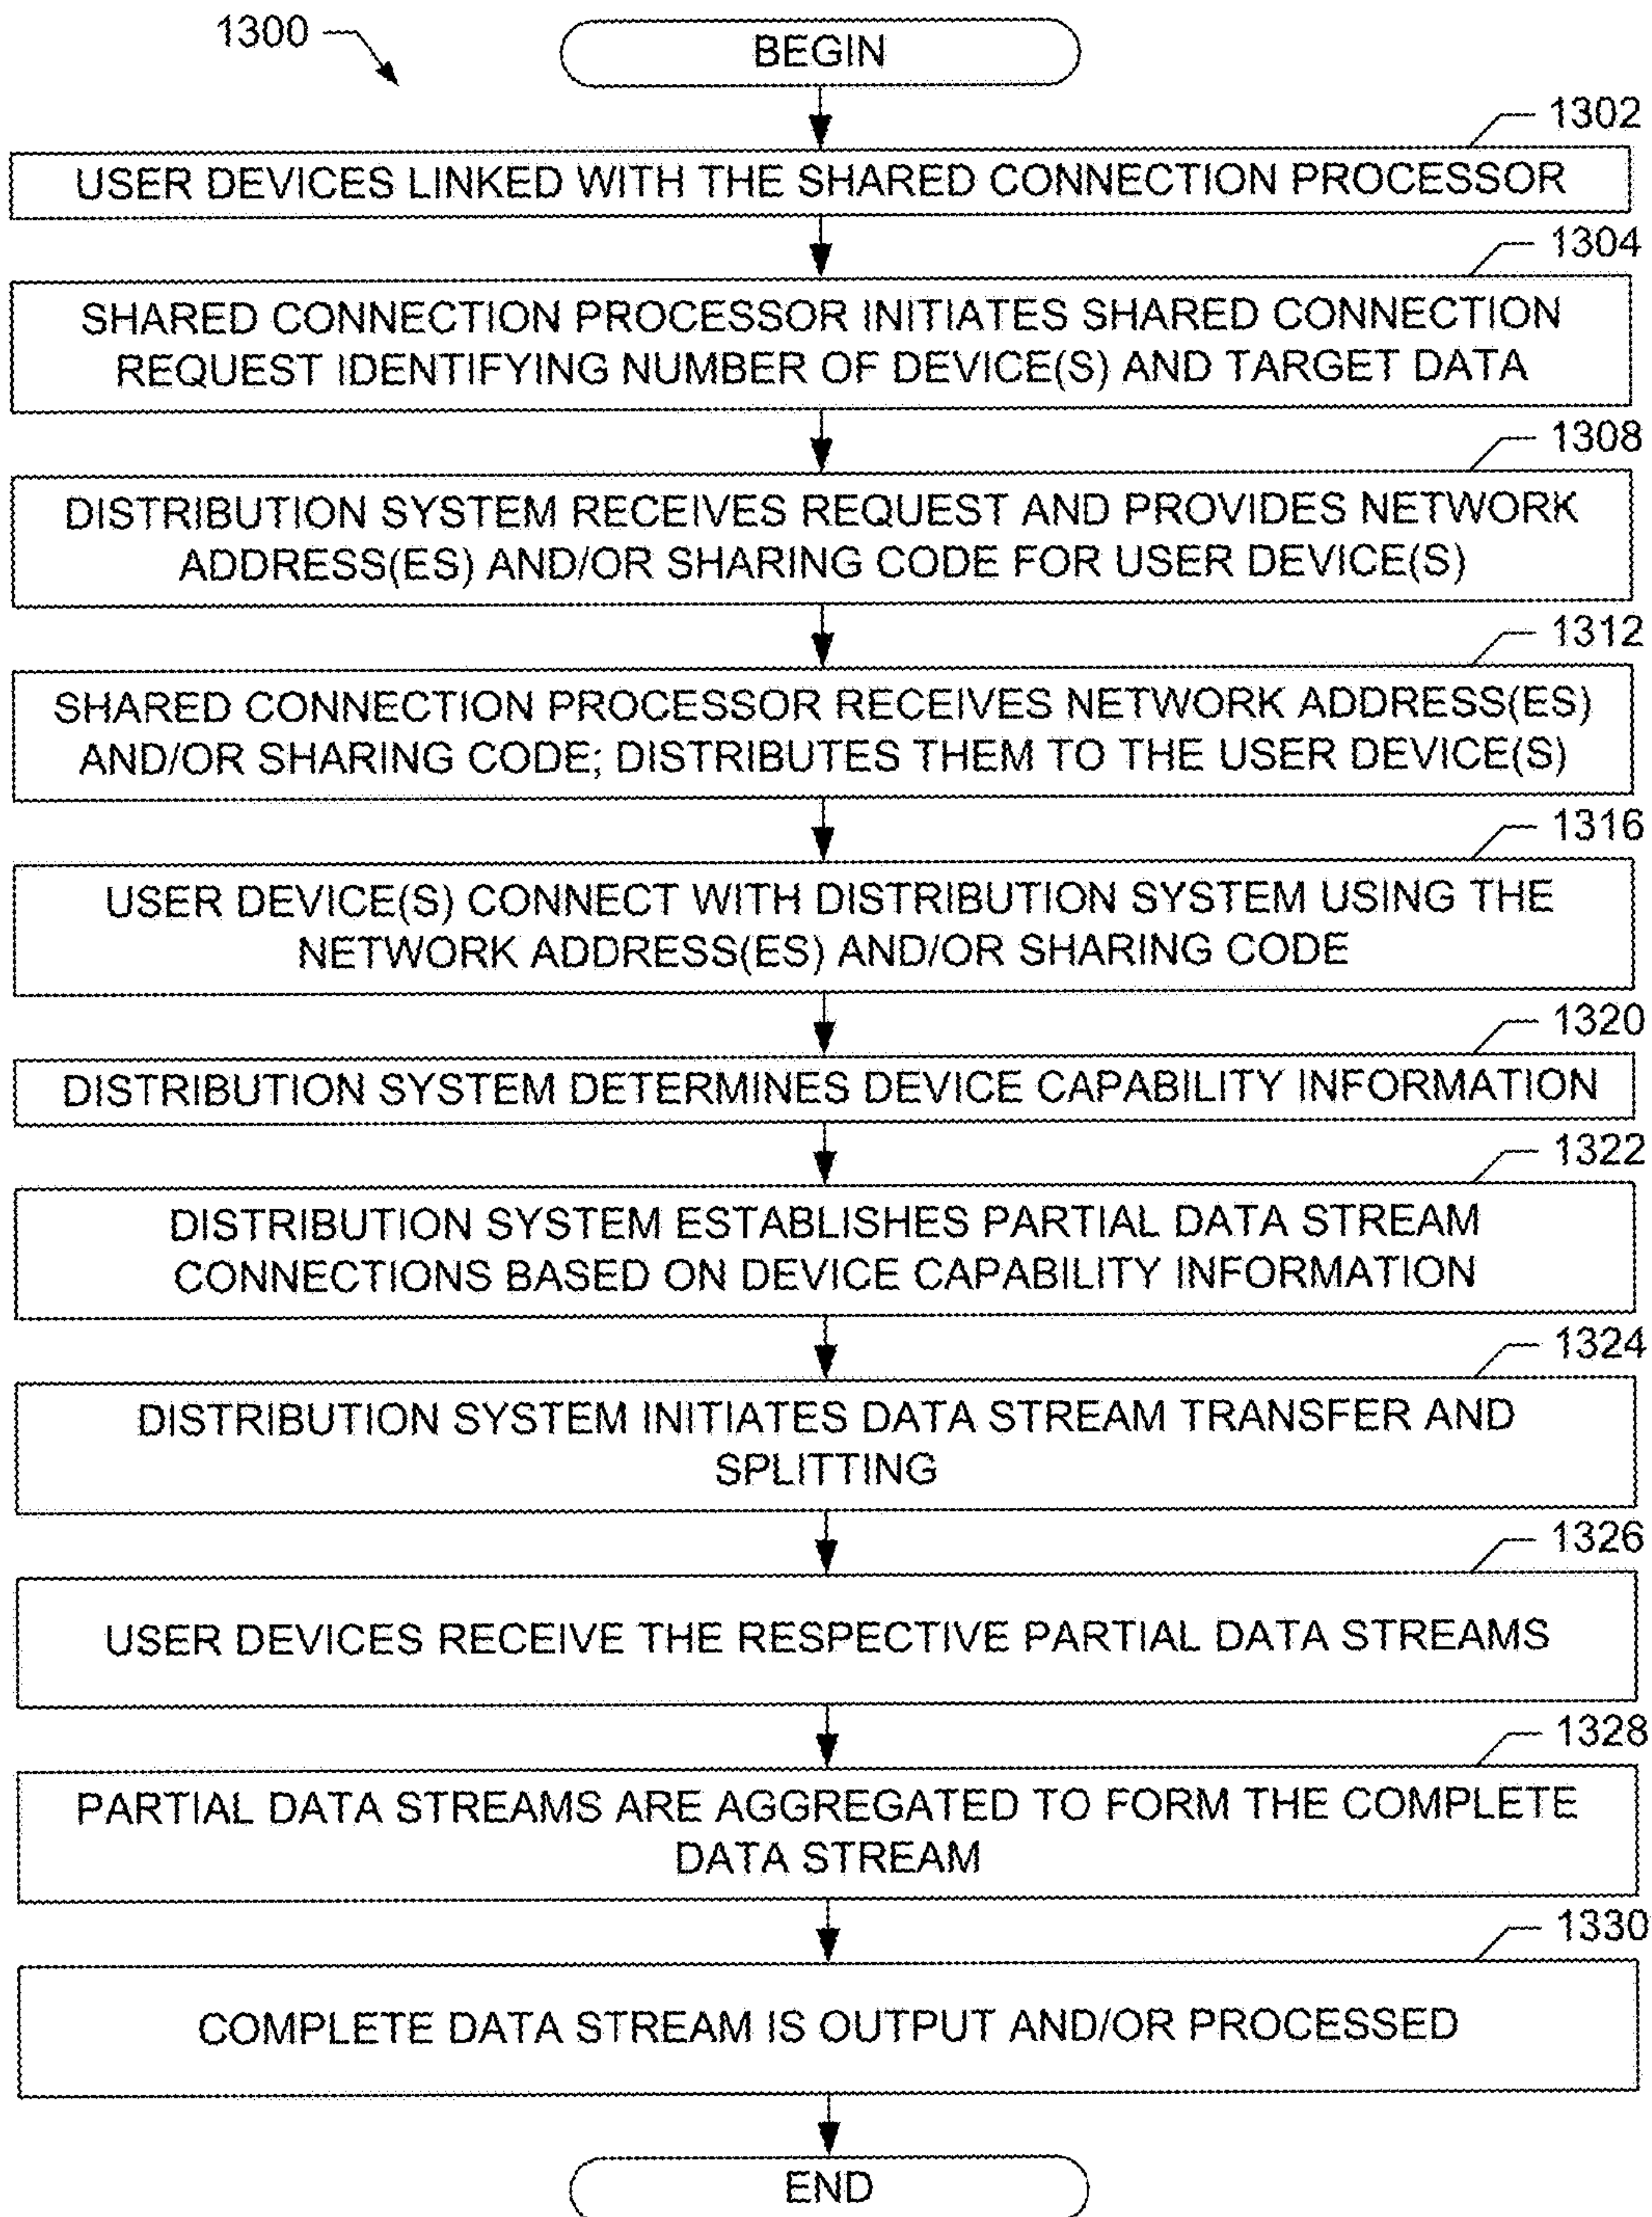 1300
BEGIN
1302
USER DEVICES LINKED WITH THE SHARED CONNECTION PROCESSOR
1304
SHARED CONNECTION PROCESSOR INITIATES SHARED CONNECTION
REQUEST IDENTIFYING NUMBER OF DEVICE(S) AND TARGET DATA
1308
DISTRIBUTION SYSTEM RECEIVES REQUEST AND PROVIDES NETWORK
ADDRESS(ES) AND/OR SHARING CODE FOR USER DEVICE(S)
1312
SHARED CONNECTION PROCESSOR RECEIVES NETWORK ADDRESS(ES)
AND/OR SHARING CODE; DISTRIBUTES THEM TO THE USER DEVICE(S)
1316
USER DEVICE(S) CONNECT WITH DISTRIBUTION SYSTEM USING THE
NETWORK ADDRESS(ES) AND/OR SHARING CODE
1320
DISTRIBUTION SYSTEM DETERMINES DEVICE CAPABILITY INFORMATION
1322
DISTRIBUTION SYSTEM ESTABLISHES PARTIAL DATA STREAM
CONNECTIONS BASED ON DEVICE CAPABILITY INFORMATION
1324
DISTRIBUTION SYSTEM INITIATES DATA STREAM TRANSFER AND
SPLITTING
1326
USER DEVICES RECEIVE THE RESPECTIVE PARTIAL DATA STREAMS
1328
PARTIAL DATA STREAMS ARE AGGREGATED TO FORM THE COMPLETE
DATA STREAM
1330
COMPLETE DATA STREAM IS OUTPUT AND/OR PROCESSED
END